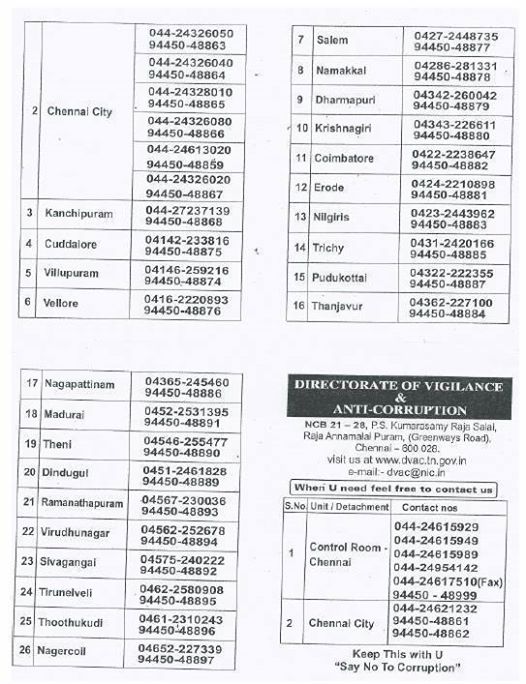 2 Chennai City
044-24326050
94450-48863
044-24326040
94450-48864
044-24328010
94450-48865
044-24326080
94450-48866
044-24613020
94450-48859
044-24326020
94450-48867
3 Kanchipuram 044-27237139
94450-48868
4 Cuddalore 04142-233816
94450-48875
5 Villupuram 04146-259216
94450-48874
6 Vellore 0416-2220893
94450-48876
7 Salem 0427-2448735
94450-48877
8 Namakkal 04286-281331
94450-48878
9 Dharmapuri 04342-260042
94450-48879
10 Krishnagiri 04343-226611
94450-48880
11 Coimbatore 0422-2238647
94450-48882
12 Erode 0424-2210898
94450-48881
13 Nilgiris 0423-2443962
94450-48883
14 Trichy 0431-2420166
94450-48885
15 Pudukottai 04322-222355
94450-48887
16 Thanjavur 04362-227100
94450-48884
17 Nagapattinam 04365-245460
94450-48886
18 Madurai 0452-2531395
94450-48891
19 Theni 04546-255477
94450-48890
20 Dindugul 0451-2461828
94450-48889
21 Ramanathapuram 04567-230036
94450-48893
22 Virudhunagar 04562-252678
94450-48894
23 Sivagangai 04575-240222
94450-48892
24 Tirunelveli 0462-2580908
94450-48895
25 Thoothukudi 0461-2310243
94450-48896
26 Nagercoil 04652-227339
94450-48897
DIRECTORATE OF VIGILANCE
&
ANTI-CORRUPTION
NCB 21 – 28, P.S. Kumarasamy Raja Salai,
Raja Annamalai Puram, (Greenways Road),
Chennai – 600 028.
visit us at www.dvac.tn.gov.in
e-mail:- dvac@nic.in
When U need feel free to contact us
S.No. Unit / Detachment Contact nos
1 Control Room - Chennai
044-24615929
044-24615949
044-24615989
044-24954142
044-24617510(Fax)
94450 - 48999
2 Chennai City
044-24621232
94450-48861
94450-48862
Keep This with U
"Say No To Corruption"